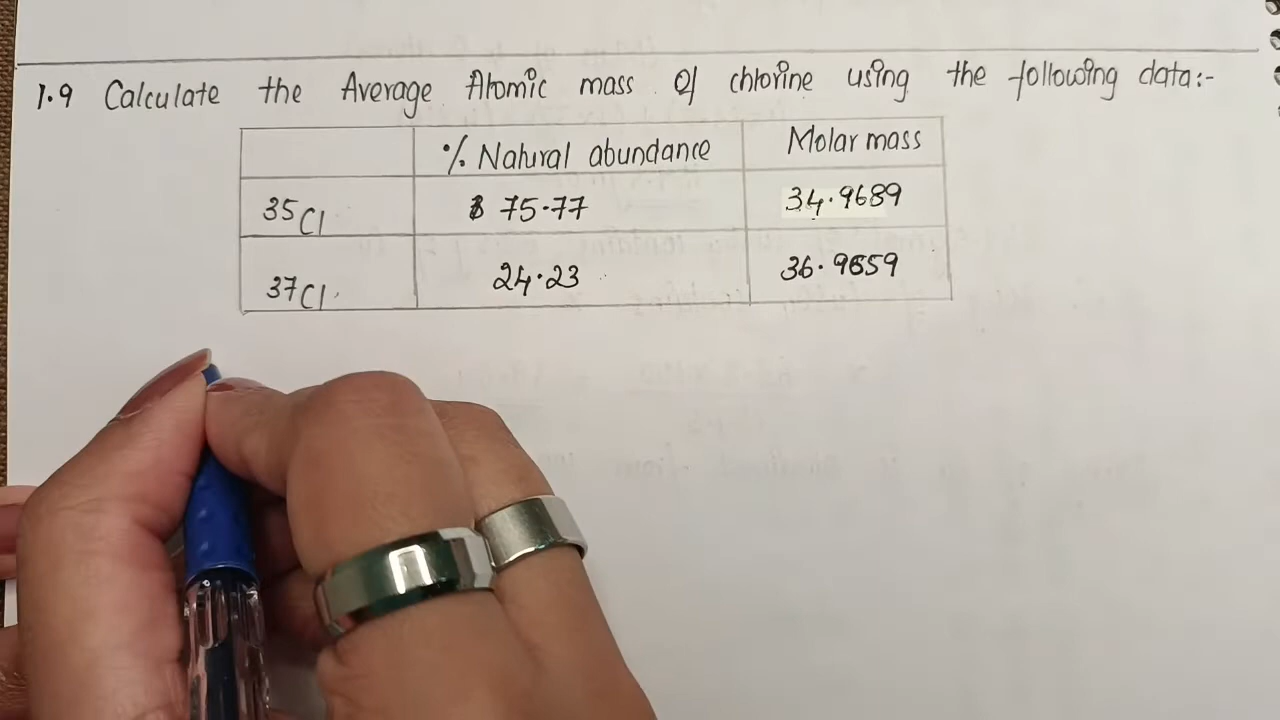 1.9 Calculate the Average Atomic mass of chlorine using the following data:-
% Natural abundance Molar mass
35Cl 75.77 34.9689
37Cl 24.23 36.9659